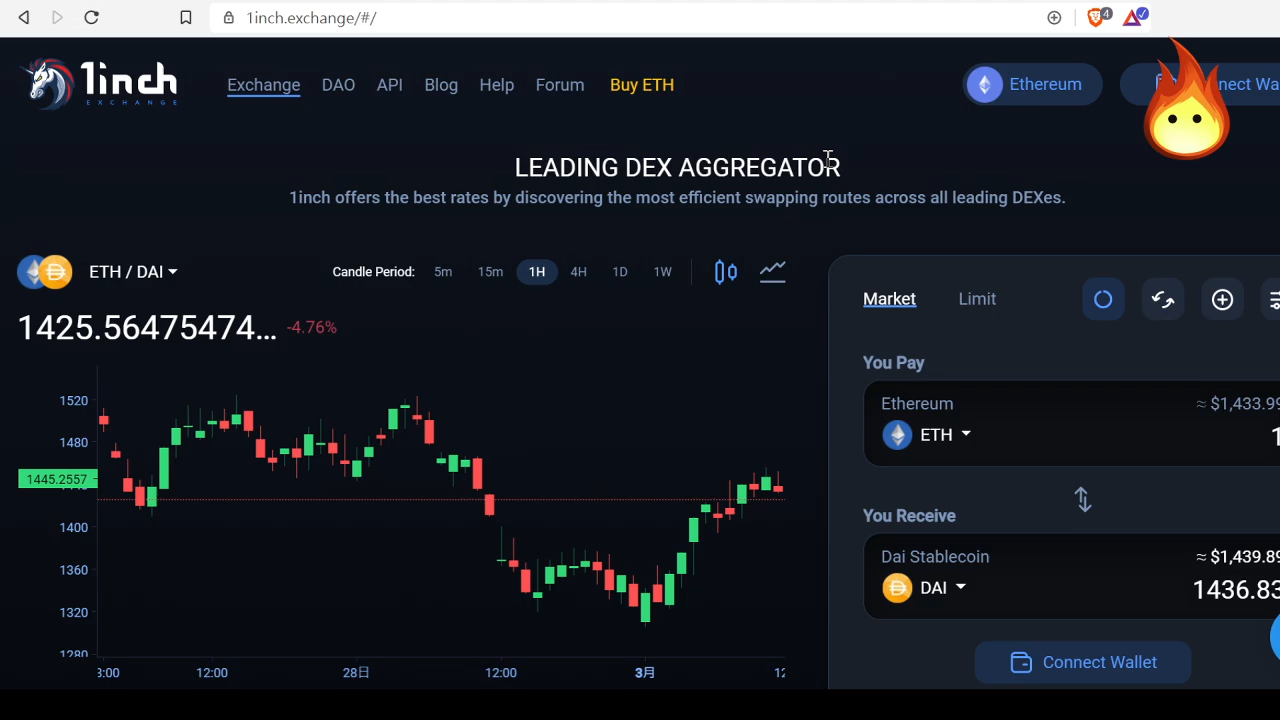 1inch.exchange/#/
4
1inch
EXCHANGE
Exchange DAO API Blog Help Forum Buy ETH
Ethereum
LEADING DEX AGGREGATOR
1inch offers the best rates by discovering the most efficient swapping routes across all leading DEXes.
ETH / DAI
Candle Period: 5m 15m 1H 4H 1D 1W
1425.56475474... -4.76%
1520
1480
1445.2557
1400
1360
1320
1280
12:00 28日 12:00 3月
Market Limit
You Pay
Ethereum
≈ $1,433.99
ETH
1
You Receive
Dai Stablecoin
≈ $1,439.89
DAI
1436.83
Connect Wallet